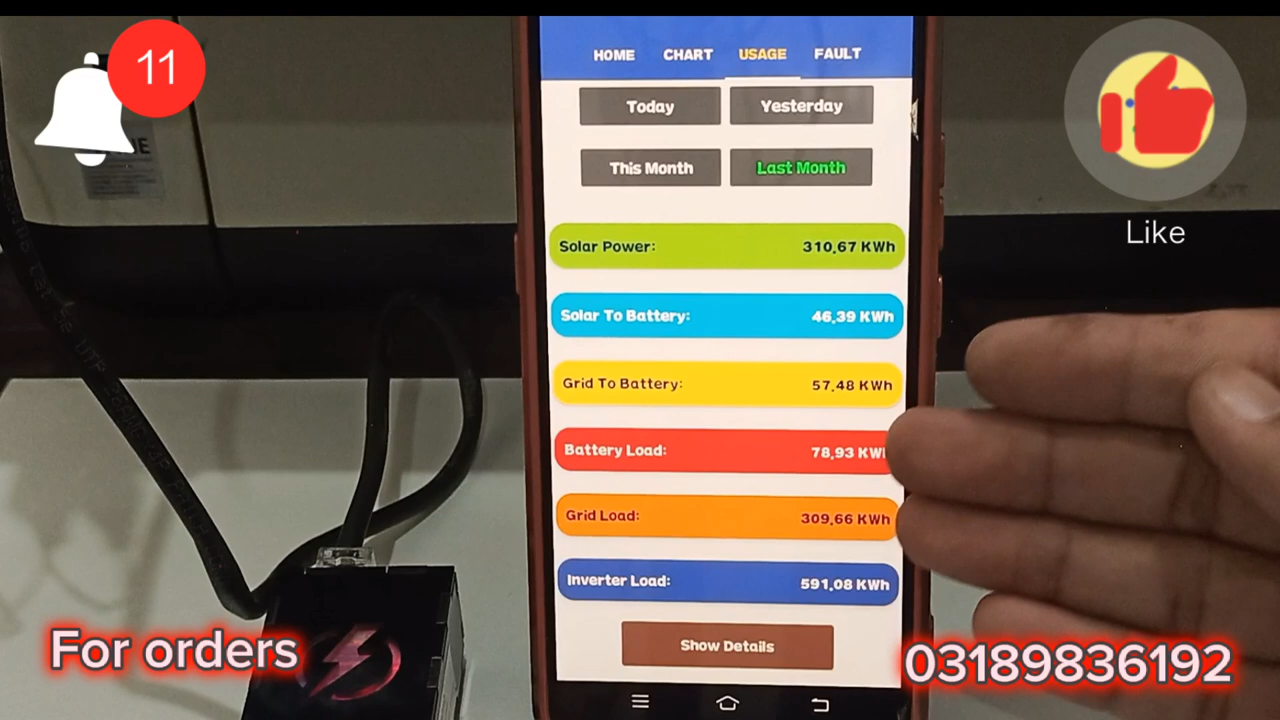 11
HOME CHART USAGE FAULT
Today Yesterday
This Month Last Month
Solar Power: 310,67 KWh
Solar To Battery: 46,39 KWh
Grid To Battery: 57,48 KWh
Battery Load: 78,93 KW
Grid Load: 309,66 KWh
Inverter Load: 591,08 KWh
Show Details
Like
For orders
03189836192